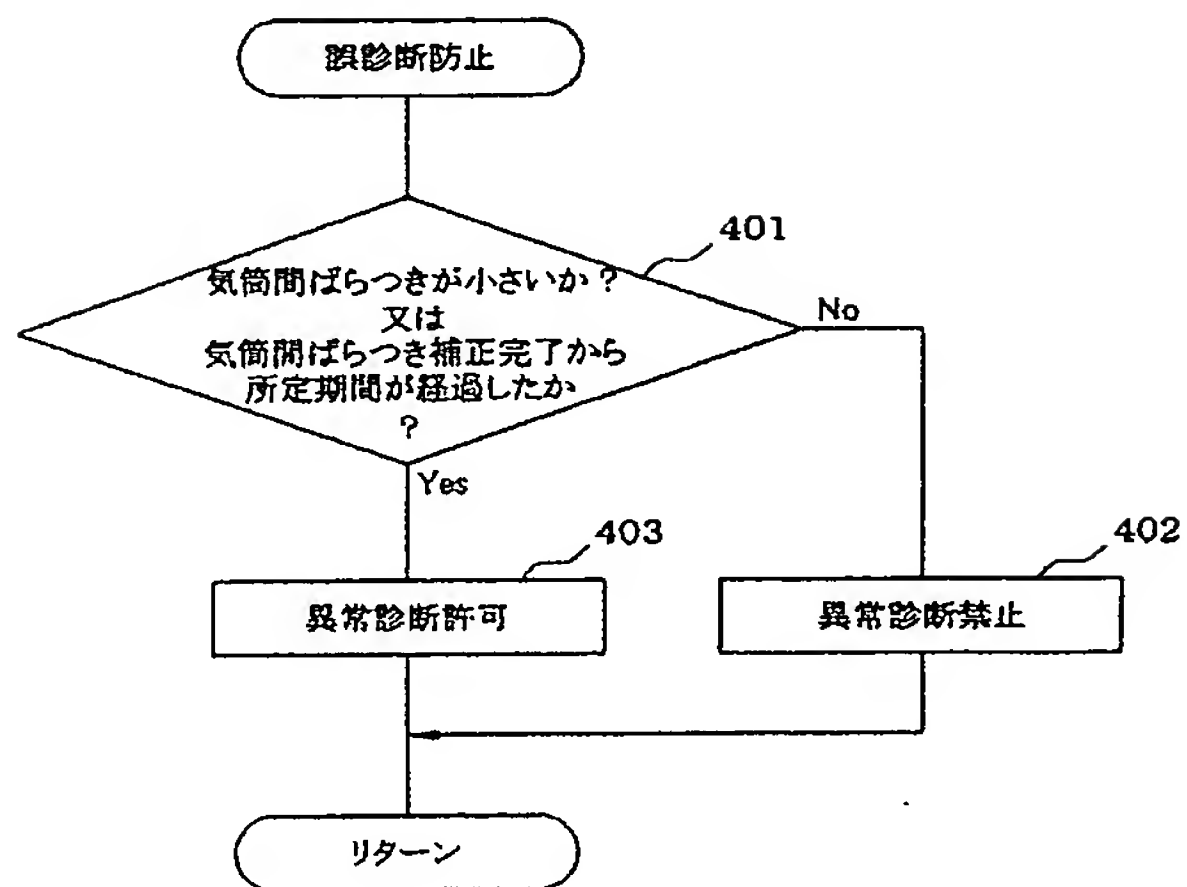 誤診断防止
401
気筒間ばらつきが小さいか？
又は
気筒間ばらつき補正完了から
所定期間が経過したか
？
No
Yes
403
402
異常診断許可
異常診断禁止
リターン